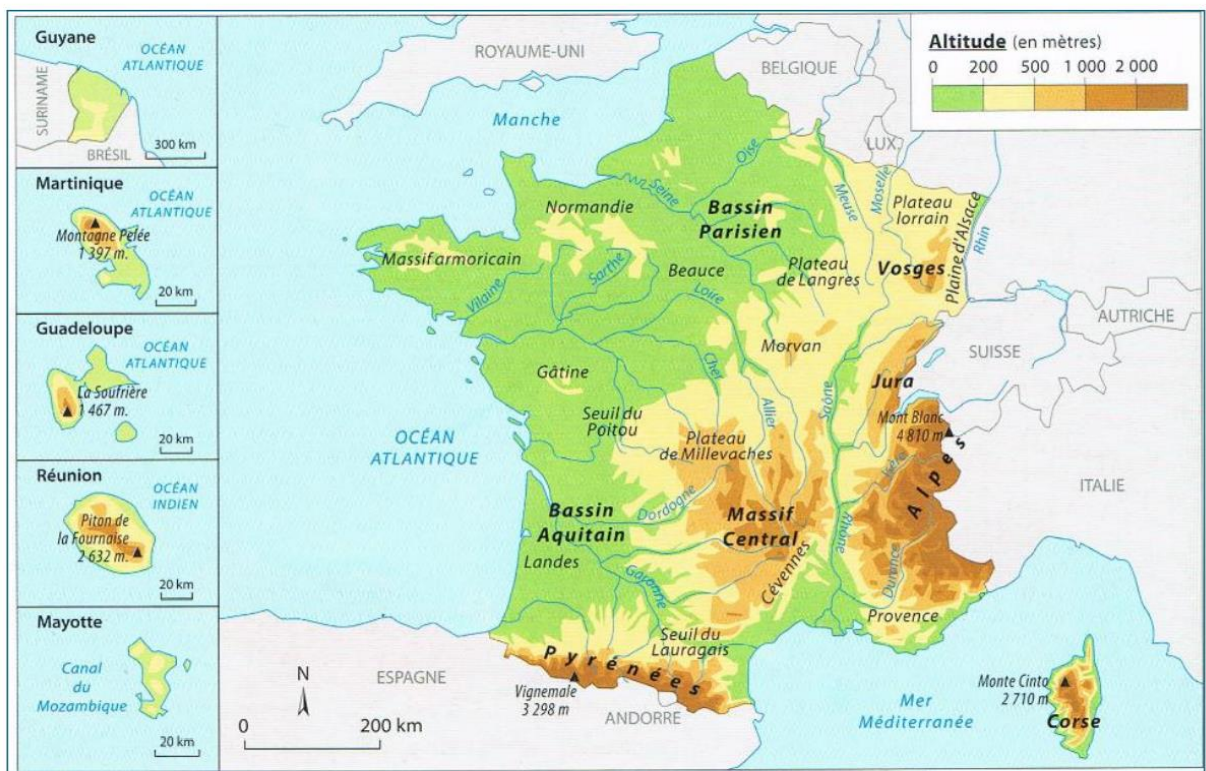 Guyane
OCÉAN
ATLANTIQUE
SURINAME
BRÉSIL
300 km
Martinique
OCÉAN
ATLANTIQUE
Montagne Pelée
1 397 m.
20 km
Guadeloupe
OCÉAN
ATLANTIQUE
La Soufrière
1 467 m.
20 km
Réunion
OCÉAN
INDIEN
Piton de
la Fournaise
2 632 m.
20 km
Mayotte
Canal
du
Mozambique
20 km
Altitude (en mètres)
0 200 500 1 000 2 000
ROYAUME-UNI
BELGIQUE
LUX.
Manche
Oise
Seine
Meuse
Moselle
Normandie
Bassin
Parisien
Plateau
lorrain
Plaine d'Alsace
Rhin
Massif armoricain
Sarthe
Beauce
Plateau
de Langres
Vosges
Vilaine
Loire
AUTRICHE
SUISSE
Morvan
Cher
Gâtine
Allier
Saône
Jura
Seuil du
Poitou
Mont Blanc
4 810 m
OCÉAN
ATLANTIQUE
Plateau
de Millevaches
Isère
Alpes
ITALIE
Bassin
Aquitain
Dordogne
Massif
Central
Rhône
Landes
Garonne
Cévennes
Durance
Provence
Seuil du
Lauragais
Pyrénées
ESPAGNE
N
Vignemale
3 298 m
ANDORRE
0 200 km
Mer
Méditerranée
Monte Cinto
2 710 m
Corse